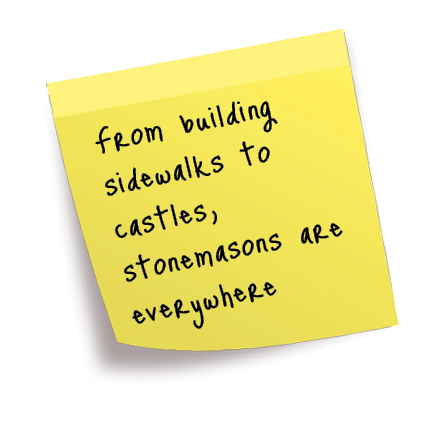 from building
sidewalks to
castles,
stonemasons are
everywhere